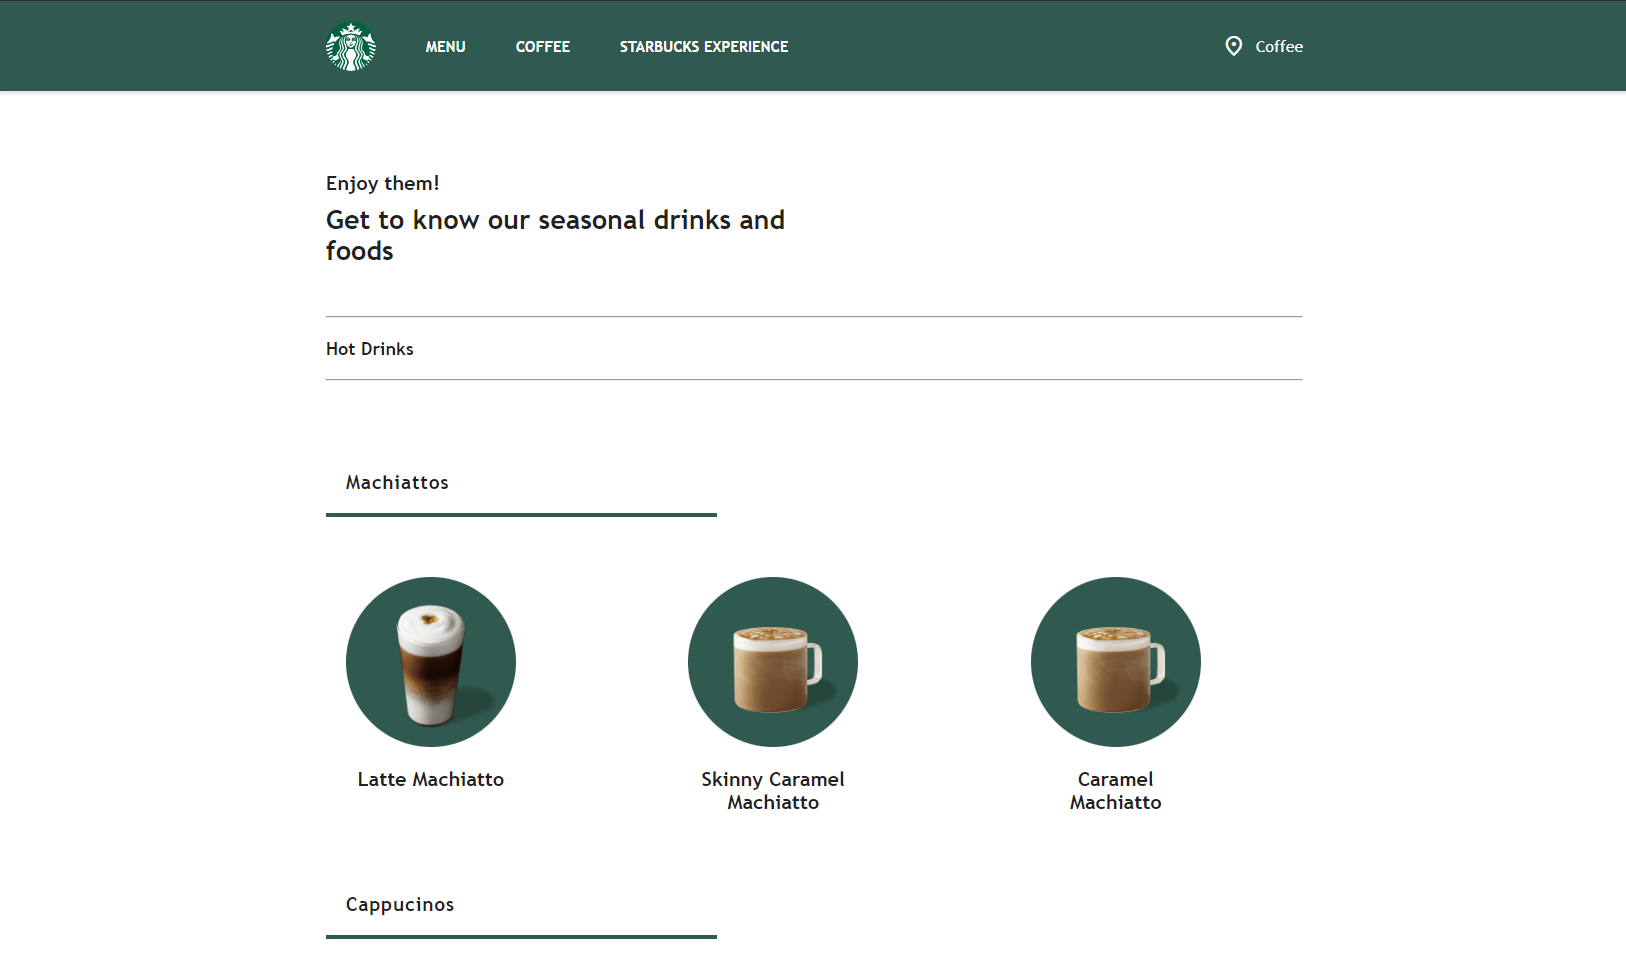 MENU COFFEE STARBUCKS EXPERIENCE Coffee
Enjoy them!
Get to know our seasonal drinks and
foods
Hot Drinks
Machiattos
Latte Machiatto
Skinny Caramel
Machiatto
Caramel
Machiatto
Cappucinos